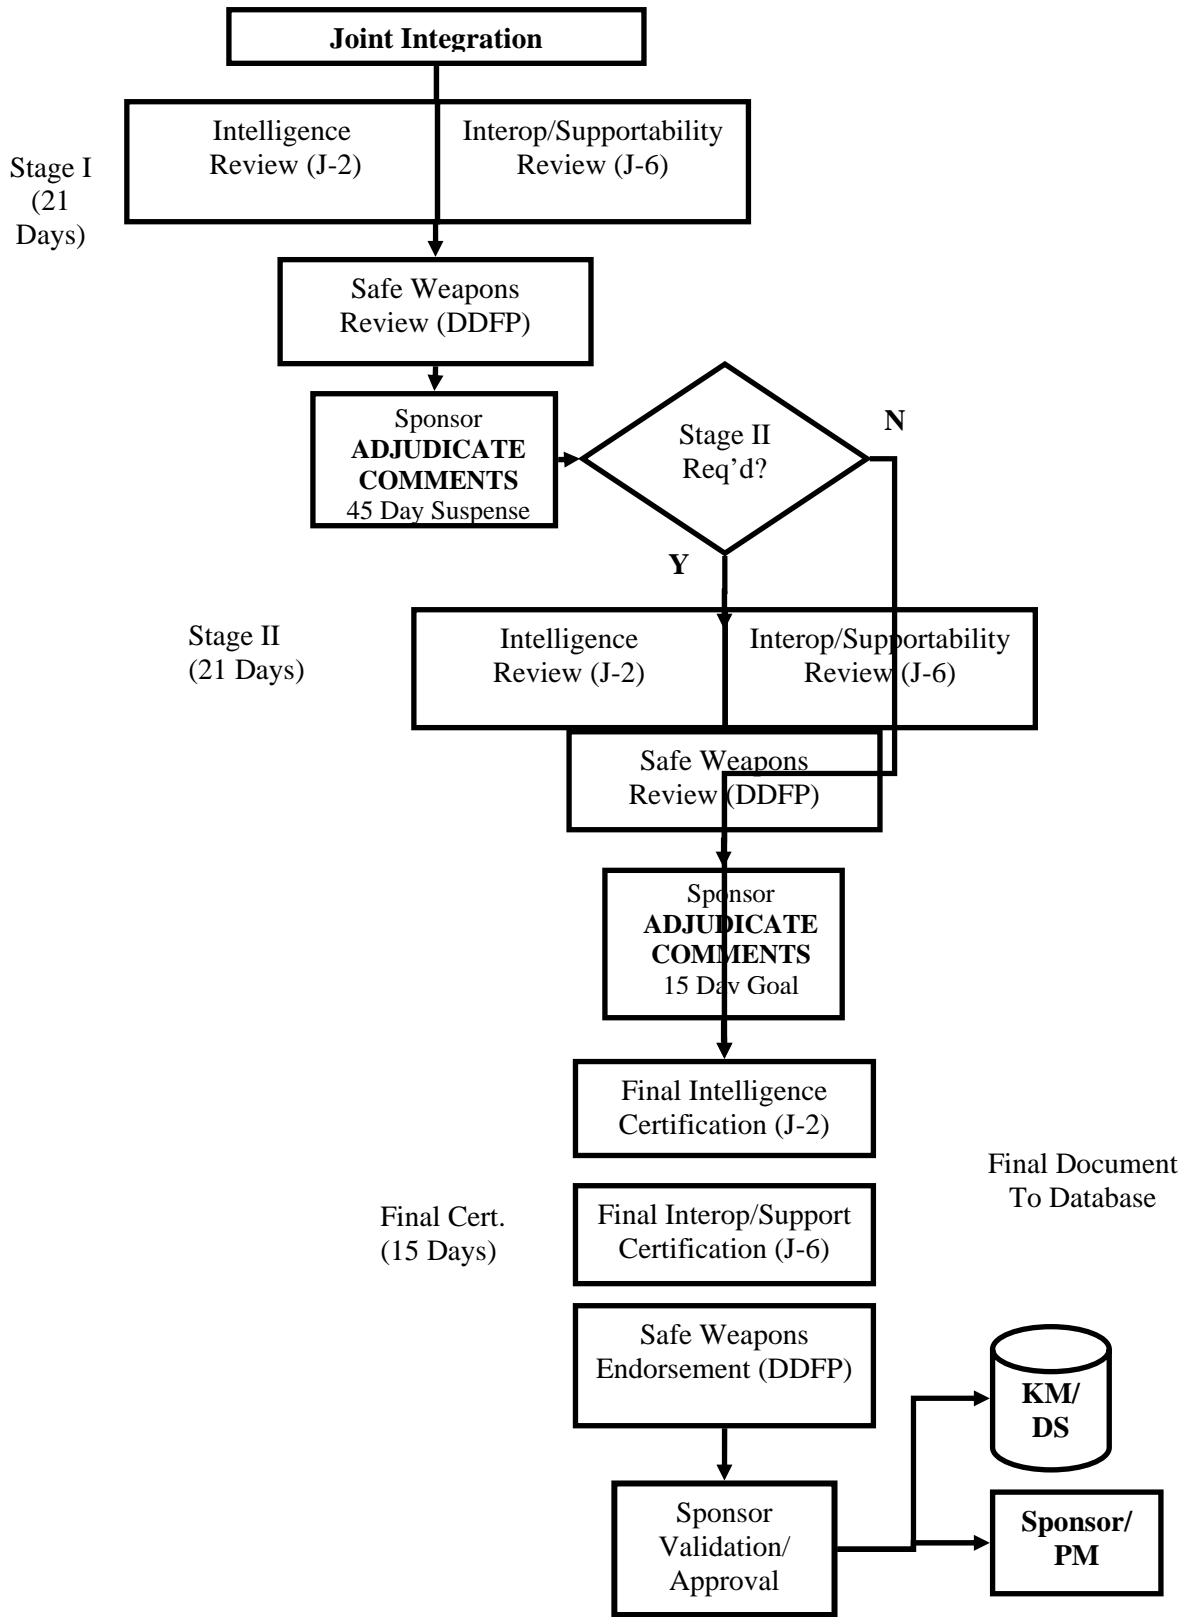 Joint Integration
Intelligence
Review (J-2)
Interop/Supportability
Review (J-6)
Stage I
(21
Days)
Safe Weapons
Review (DDFP)
Sponsor
ADJUDICATE
COMMENTS
45 Day Suspense
Stage II
Req’d?
N
Y
Stage II
(21 Days)
Intelligence
Review (J-2)
Interop/Supportability
Review (J-6)
Safe Weapons
Review (DDFP)
Sponsor
ADJUDICATE
COMMENTS
15 Day Goal
Final Intelligence
Certification (J-2)
Final Document
To Database
Final Cert.
(15 Days)
Final Interop/Support
Certification (J-6)
Safe Weapons
Endorsement (DDFP)
KM/
DS
Sponsor
Validation/
Approval
Sponsor/
PM